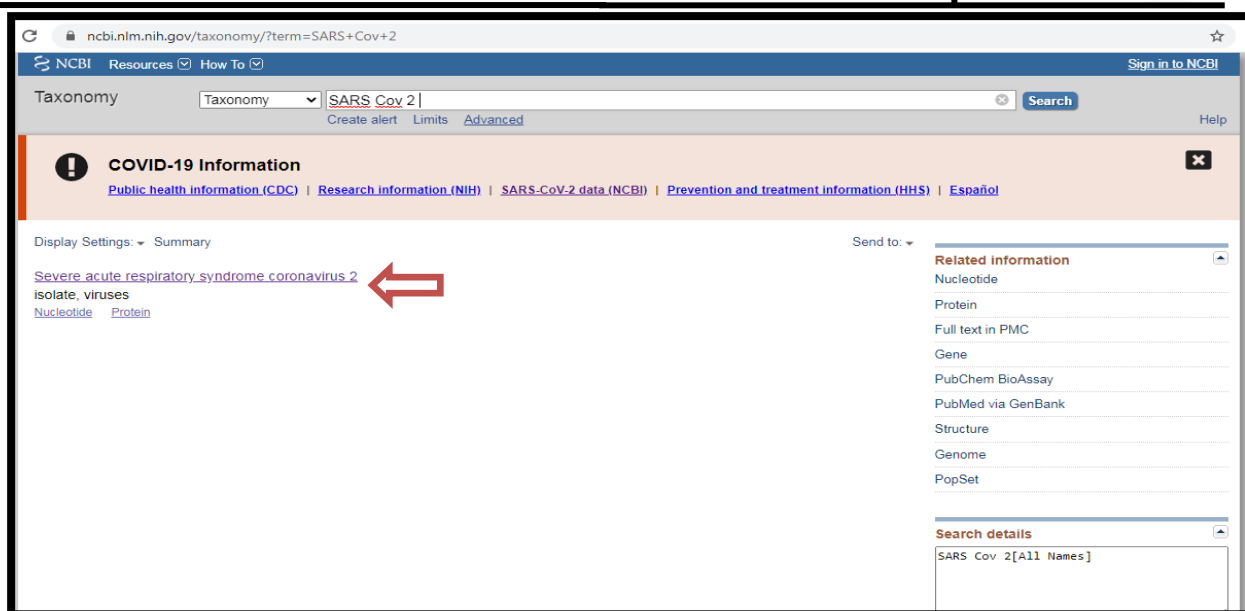 ncbi.nlm.nih.gov/taxonomy/?term=SARS+Cov+2
NCBI Resources How To Sign in to NCBI
Taxonomy Taxonomy SARS Cov 2 Search
Create alert Limits Advanced Help
COVID-19 Information
Public health information (CDC) | Research information (NIH) | SARS-CoV-2 data (NCBI) | Prevention and treatment information (HHS) | Español
Display Settings: Summary Send to:
Severe acute respiratory syndrome coronavirus 2
isolate, viruses
Nucleotide Protein
Related information
Nucleotide
Protein
Full text in PMC
Gene
PubChem BioAssay
PubMed via GenBank
Structure
Genome
PopSet
Search details
SARS Cov 2[All Names]